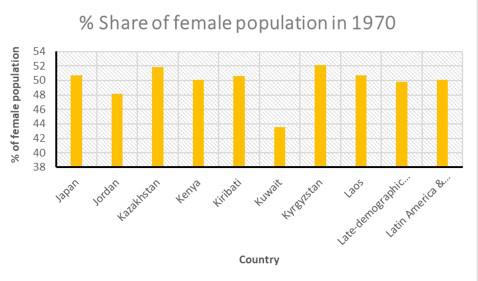 % Share of female population in 1970
% of female population
54
52
50
48
46
44
42
40
38
Japan
Jordan
Kazakhstan
Kenya
Kiribati
Kuwait
Kyrgyzstan
Laos
Late-demographic...
Latin America &...
Country